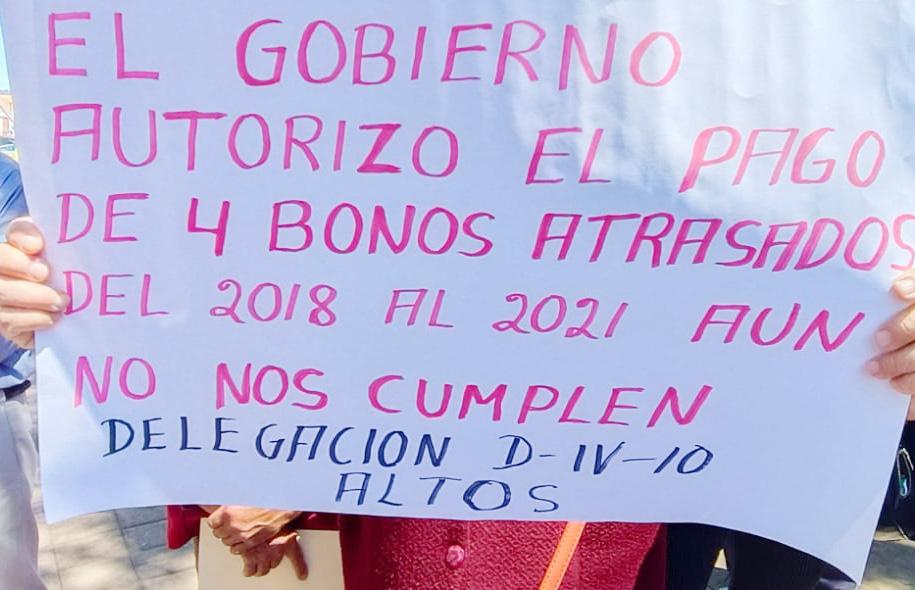 EL GOBIERNO
AUTORIZO EL PAGO
DE 4 BONOS ATRASADOS
DEL 2018 AL 2021 AUN
NO NOS CUMPLEN
DELEGACION D-IV-10
ALTOS